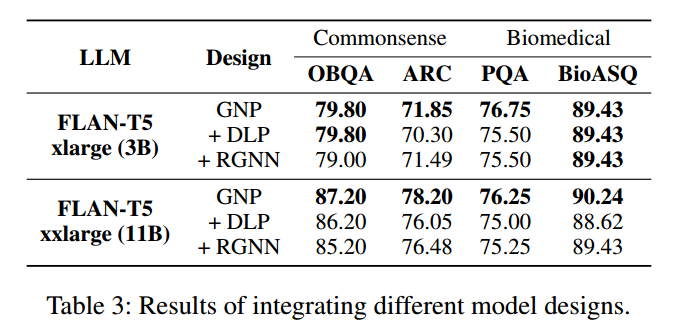 LLM Design Commonsense Biomedical
OBQA ARC PQA BioASQ
FLAN-T5 xlarge (3B) GNP 79.80 71.85 76.75 89.43
+ DLP 79.80 70.30 75.50 89.43
+ RGNN 79.00 71.49 75.50 89.43
FLAN-T5 xxlarge (11B) GNP 87.20 78.20 76.25 90.24
+ DLP 86.20 76.05 75.00 88.62
+ RGNN 85.20 76.48 75.25 89.43
Table 3: Results of integrating different model designs.